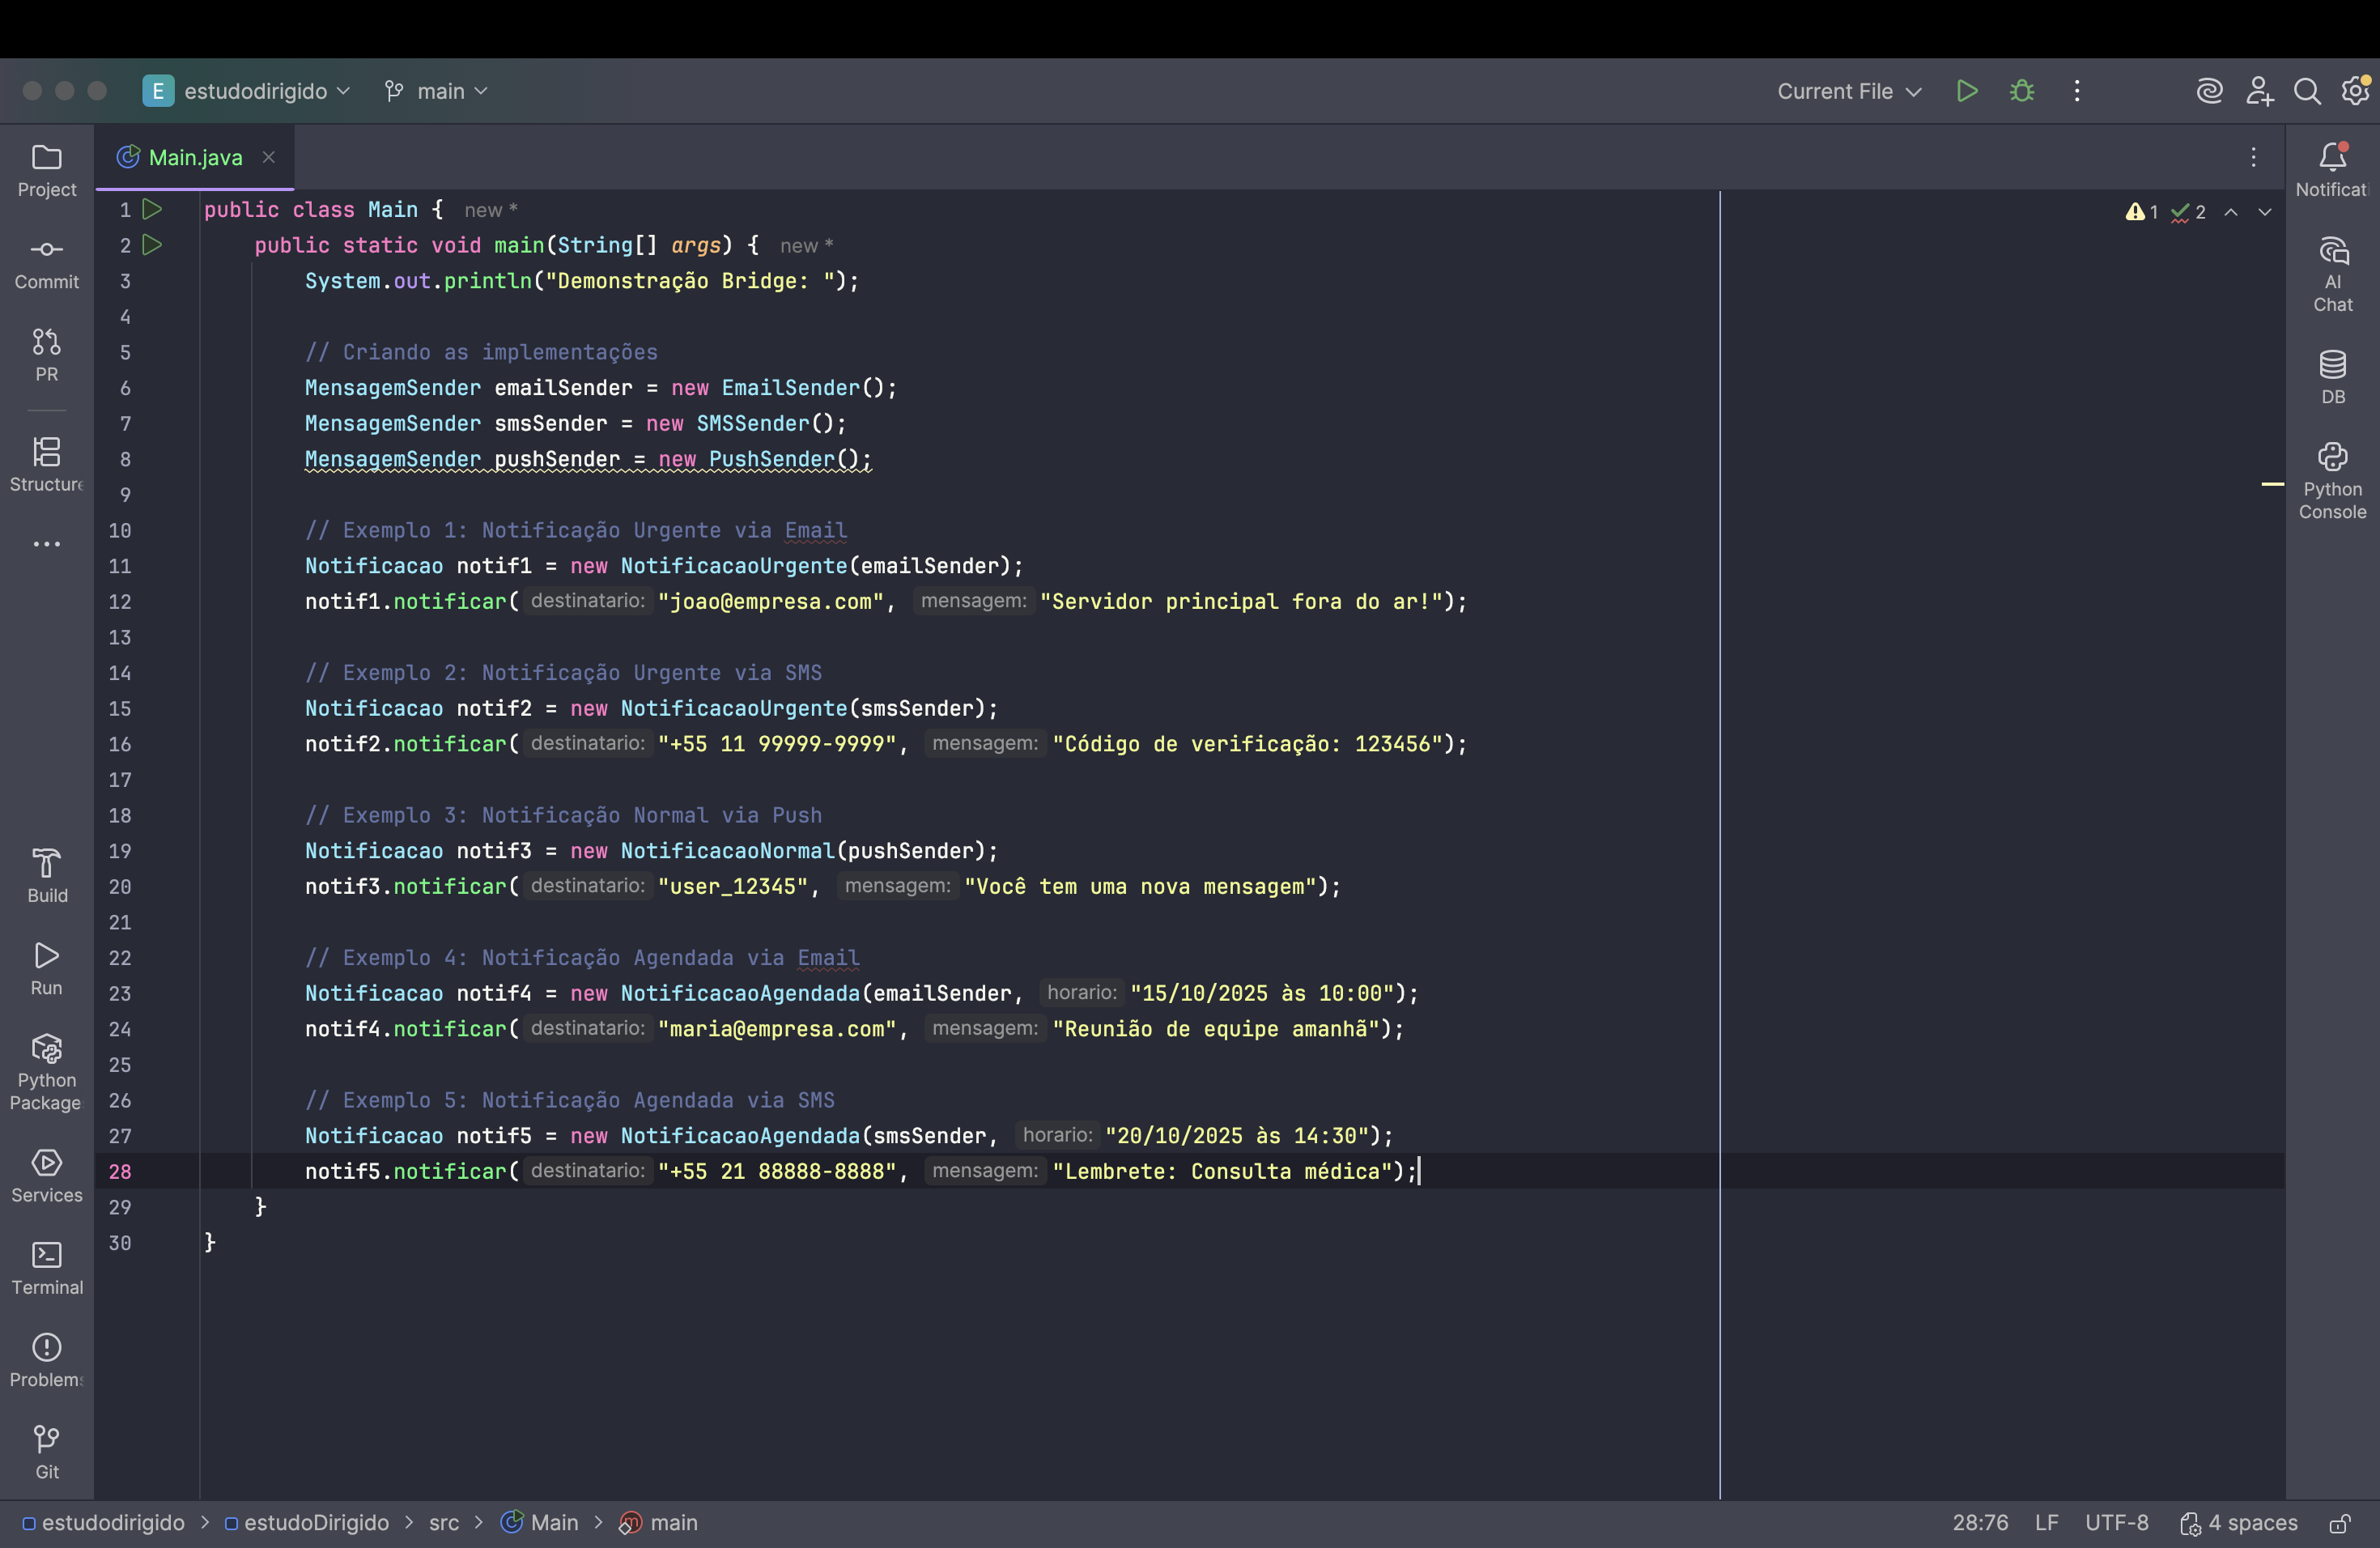 E estudodirigido main Current File
Main.java
Project
Commit
PR
Structure
Build
Run
Python
Package
Services
Terminal
Problem
Git
1 public class Main { new *
2 public static void main(String[] args) { new *
3 System.out.println("Demonstração Bridge: ");
4
5 // Criando as implementações
6 MensagemSender emailSender = new EmailSender();
7 MensagemSender smsSender = new SMSSender();
8 MensagemSender pushSender = new PushSender();
9
10 // Exemplo 1: Notificação Urgente via Email
11 Notificacao notif1 = new NotificacaoUrgente(emailSender);
12 notif1.notificar( destinatario: "joao@empresa.com", mensagem: "Servidor principal fora do ar!");
13
14 // Exemplo 2: Notificação Urgente via SMS
15 Notificacao notif2 = new NotificacaoUrgente(smsSender);
16 notif2.notificar( destinatario: "+55 11 99999-9999", mensagem: "Código de verificação: 123456");
17
18 // Exemplo 3: Notificação Normal via Push
19 Notificacao notif3 = new NotificacaoNormal(pushSender);
20 notif3.notificar( destinatario: "user_12345", mensagem: "Você tem uma nova mensagem");
21
22 // Exemplo 4: Notificação Agendada via Email
23 Notificacao notif4 = new NotificacaoAgendada(emailSender, horario: "15/10/2025 às 10:00");
24 notif4.notificar( destinatario: "maria@empresa.com", mensagem: "Reunião de equipe amanhã");
25
26 // Exemplo 5: Notificação Agendada via SMS
27 Notificacao notif5 = new NotificacaoAgendada(smsSender, horario: "20/10/2025 às 14:30");
28 notif5.notificar( destinatario: "+55 21 88888-8888", mensagem: "Lembrete: Consulta médica");
29 }
30 }
1 2
Notificati
AI
Chat
DB
Python
Console
estudodirigido > estudoDirigido > src > Main > main
28:76 LF UTF-8 4 spaces